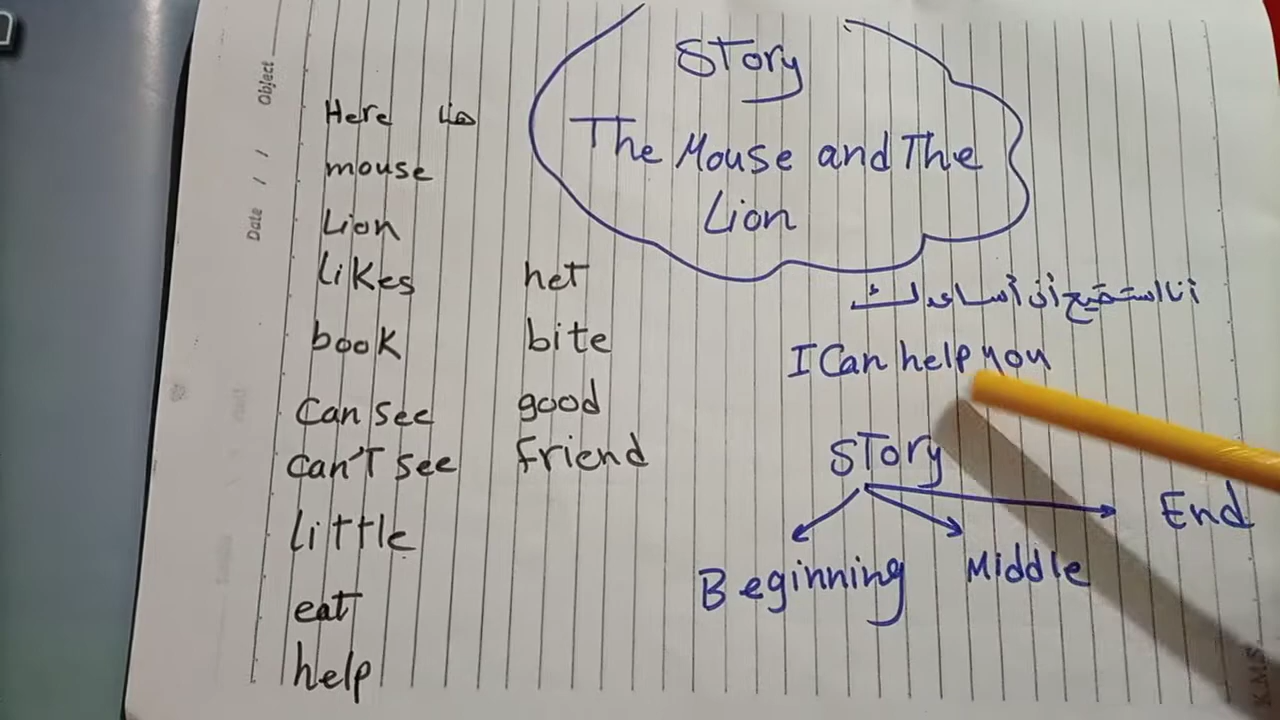 Object
Date / /
Story
The Mouse and The
Lion
Here هنا
mouse
Lion
likes
book
Can see
can't see
little
eat
help
net
bite
good
friend
أنا استطيع أن أساعدك
I Can help you
Story
Beginning
Middle
End
K.M.S